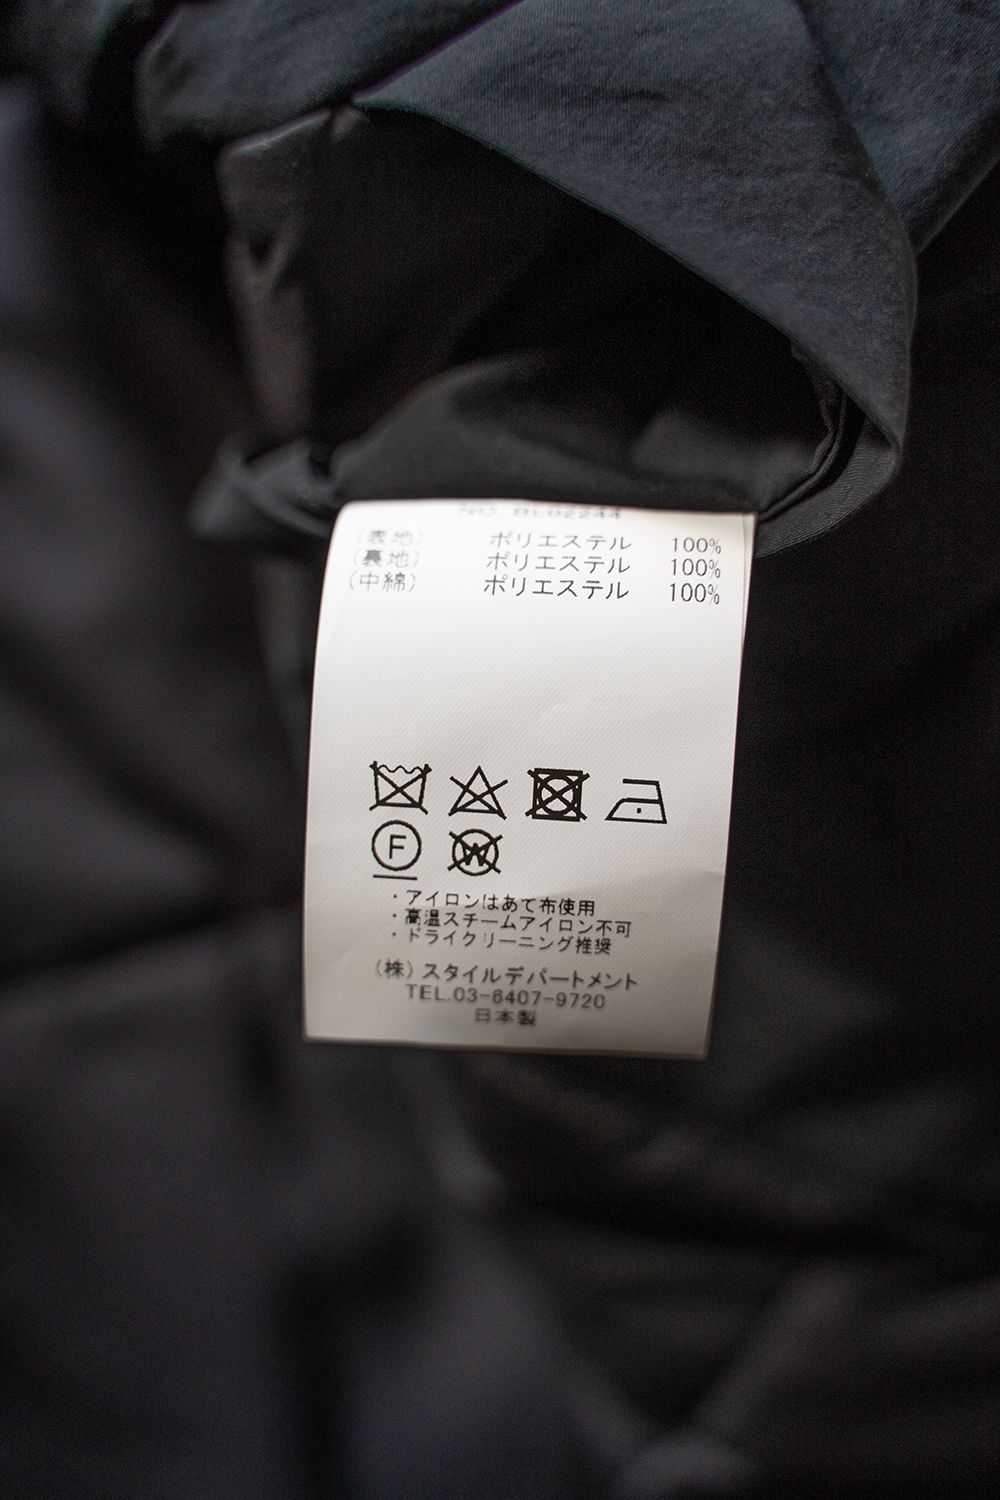 NO BL02244
(表地) ポリエステル 100%
(裏地) ポリエステル 100%
(中綿) ポリエステル 100%
F W
・アイロンはあて布使用
・高温スチームアイロン不可
・ドライクリーニング推奨
(株)スタイルデパートメント
TEL.03-6407-9720
日本製